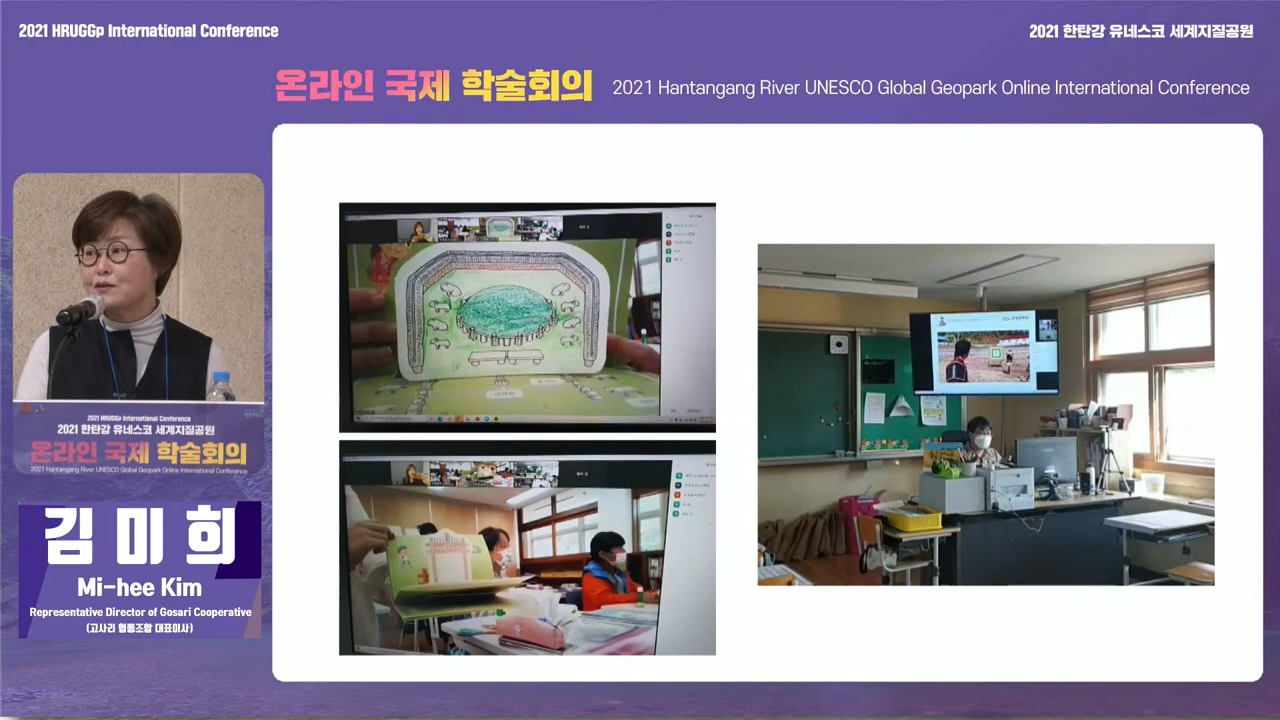 2021 HRUGGp International Conference
2021 한탄강 유네스코 세계지질공원
온라인 국제 학술회의
2021 Hantangang River UNESCO Global Geopark Online International Conference
2021 HRUGGp International Conference
2021 한탄강 유네스코 세계지질공원
온라인 국제 학술회의
2021 Hantangang River UNESCO Global Geopark Online International Conference
김미희
Mi-hee Kim
Representative Director of Gosari Cooperative
(고사리 협동조합 대표이사)